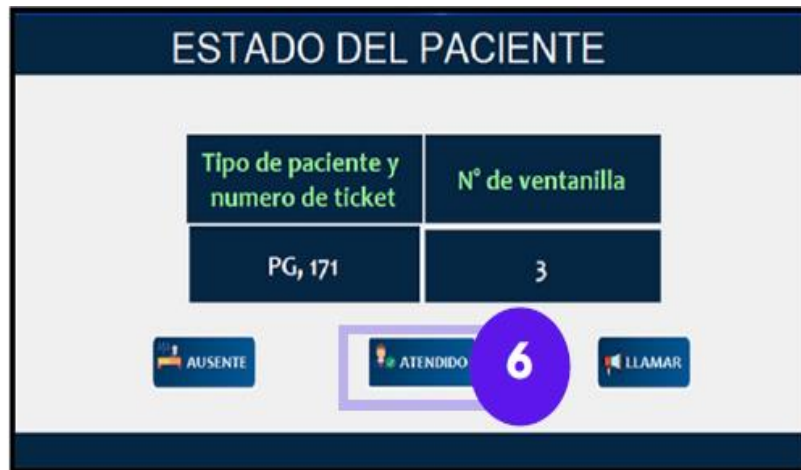 ESTADO DEL PACIENTE
Tipo de paciente y
numero de ticket
N° de ventanilla
PG, 171
3
AUSENTE
ATENDIDO
6
LLAMAR